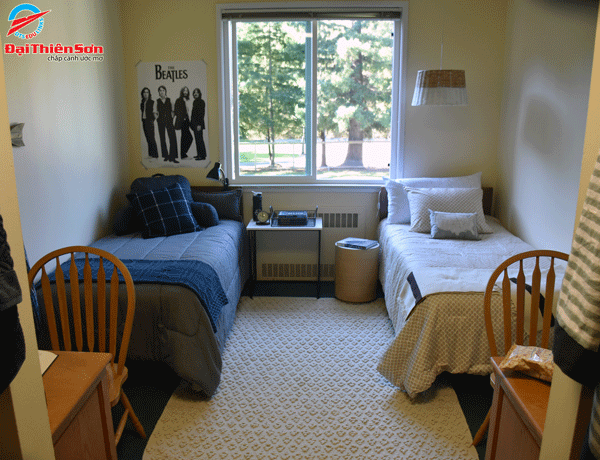 ĐạiThiênSơn
chắp cánh ước mơ
THE
BEATLES